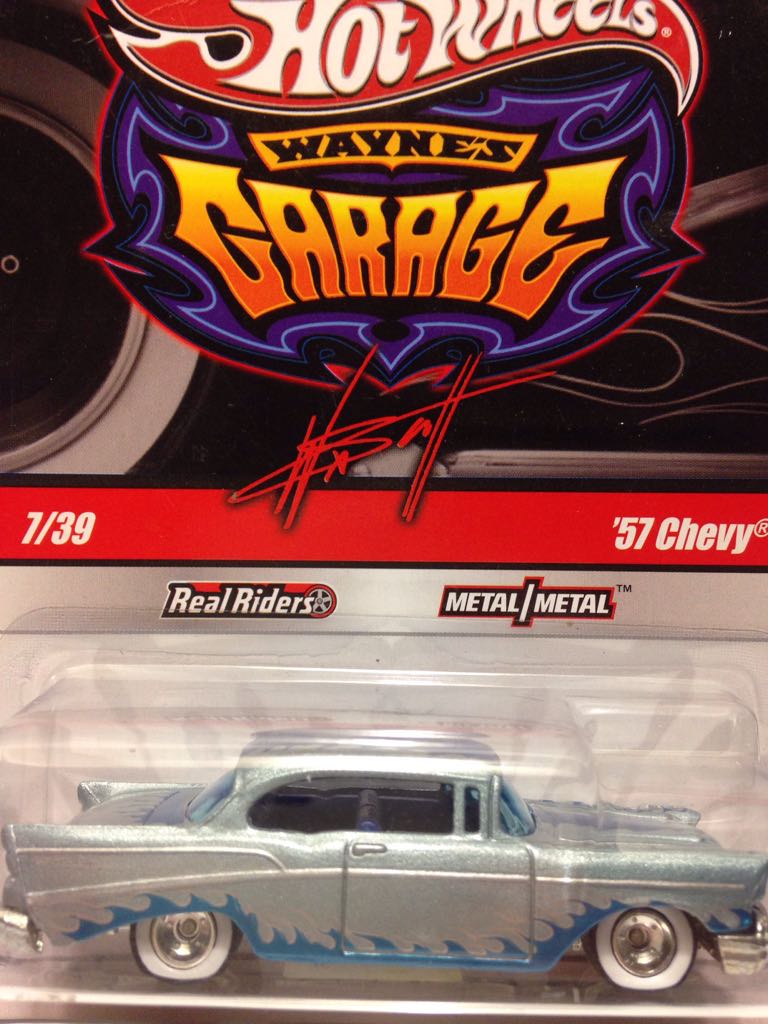 Hot Wheels®
WAYNE'S
GARAGE
7/39
'57 Chevy®
Real Riders
METAL/METAL™